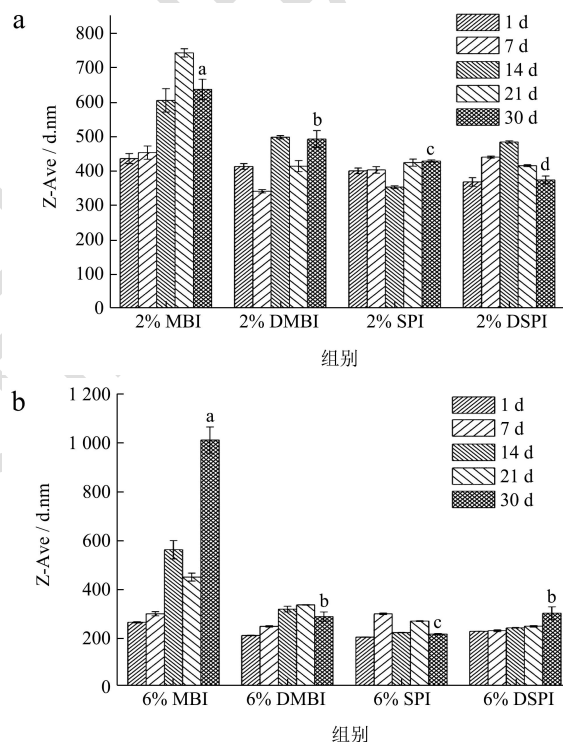 a
800
700
600
500
400
300
200
100
0
Z-Ave / d.nm
1 d
7 d
14 d
21 d
30 d
a
b
c
d
2% MBI 2% DMBI 2% SPI 2% DSPI
组别
b
1 200
1 000
800
600
400
200
0
Z-Ave / d.nm
1 d
7 d
14 d
21 d
30 d
a
b
c
b
6% MBI 6% DMBI 6% SPI 6% DSPI
组别